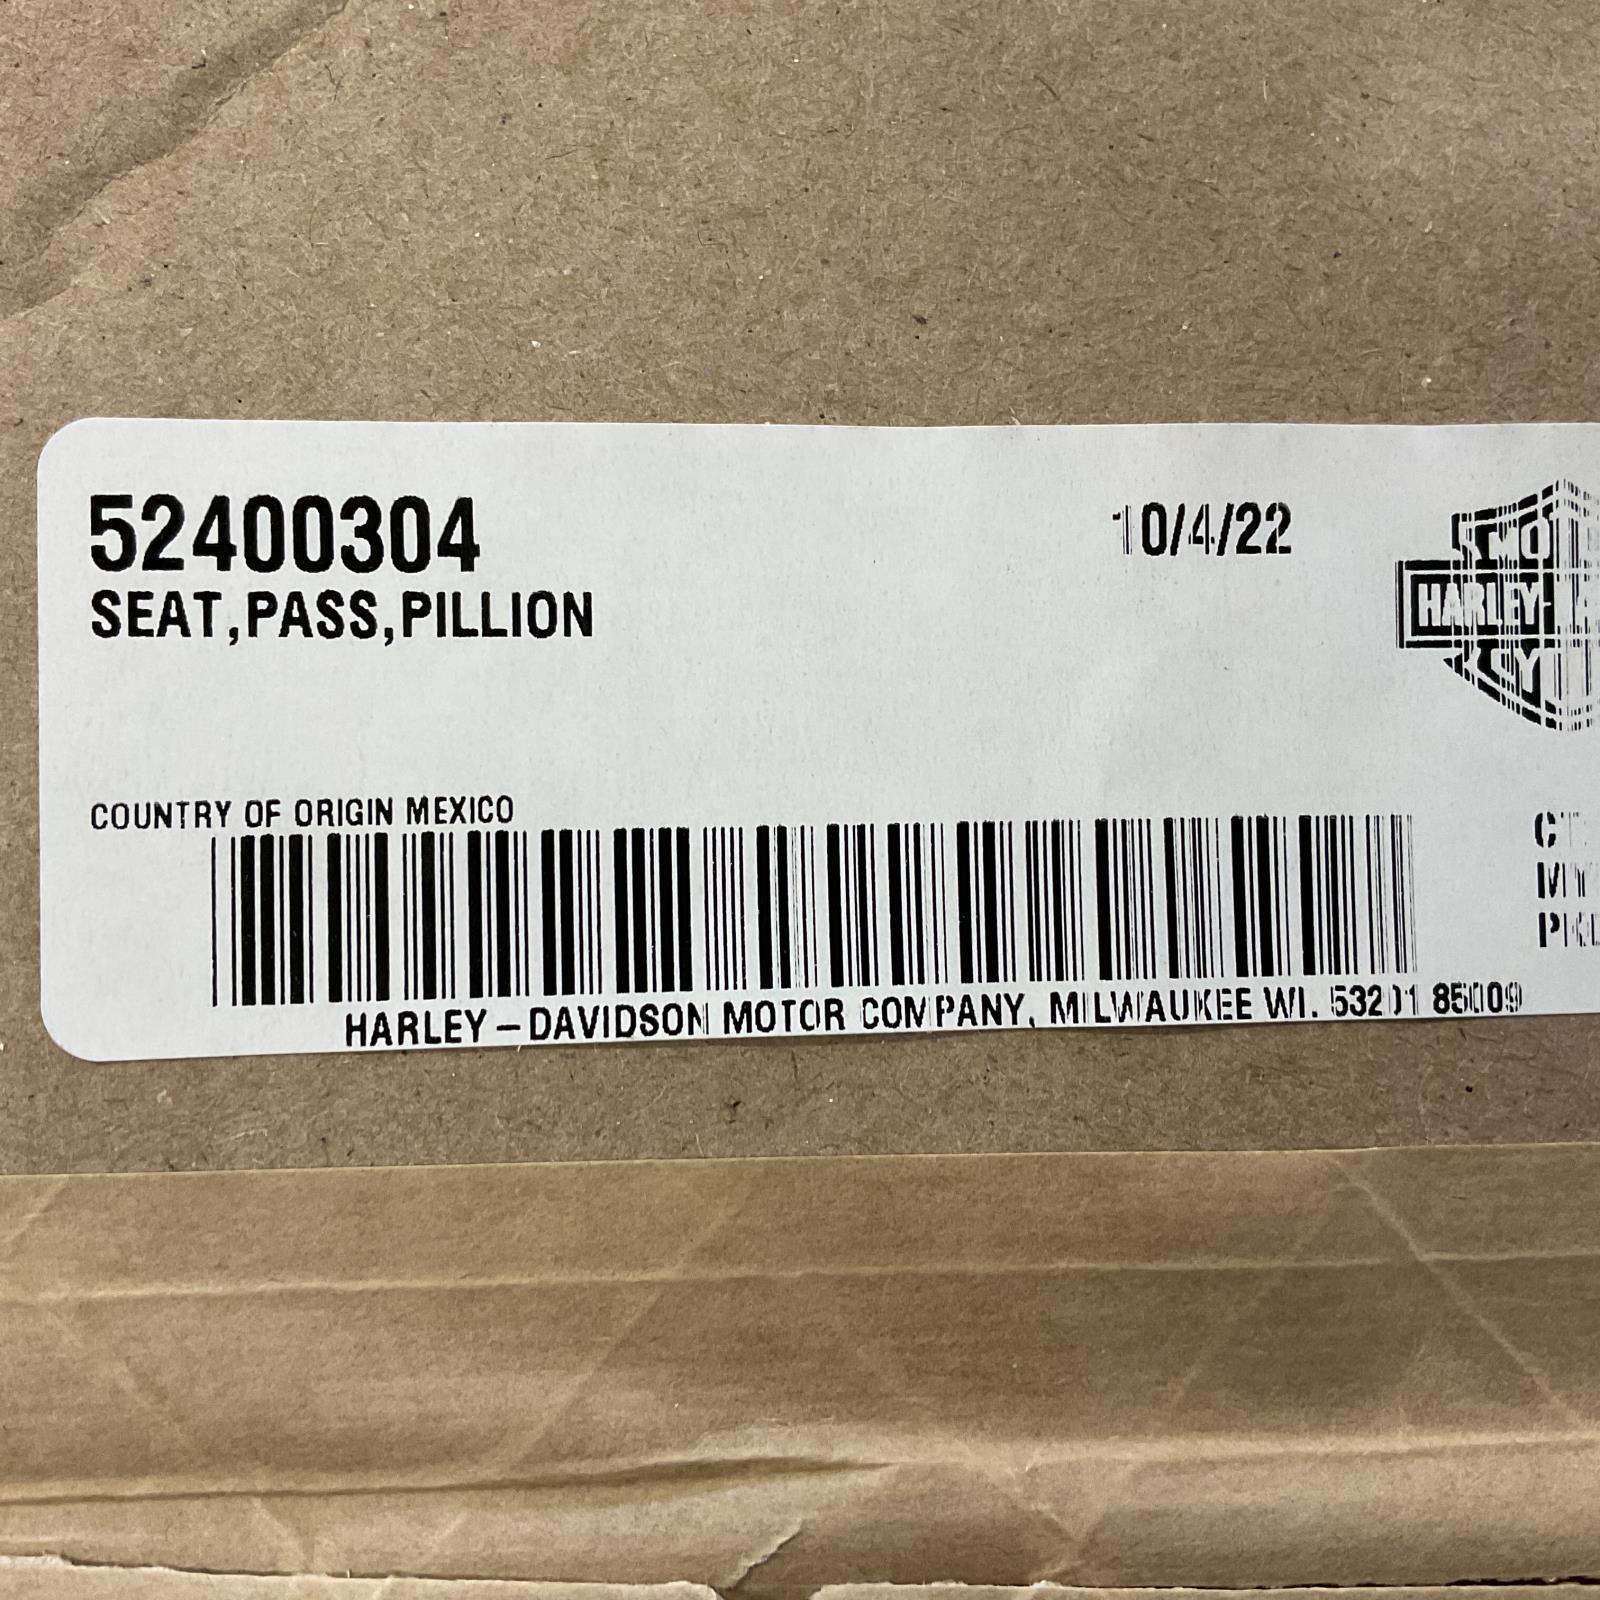 52400304
10/4/22
SEAT,PASS,PILLION
HARLEY-
COUNTRY OF ORIGIN MEXICO
HARLEY-DAVIDSON MOTOR COMPANY, MILWAUKEE WI. 53201 85009